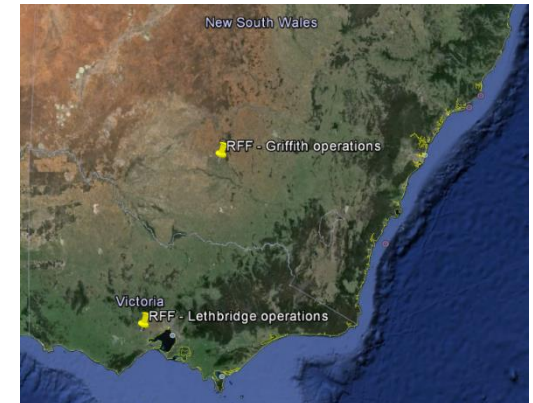 New South Wales
RFF - Griffith operations
Victoria
RFF - Lethbridge operations